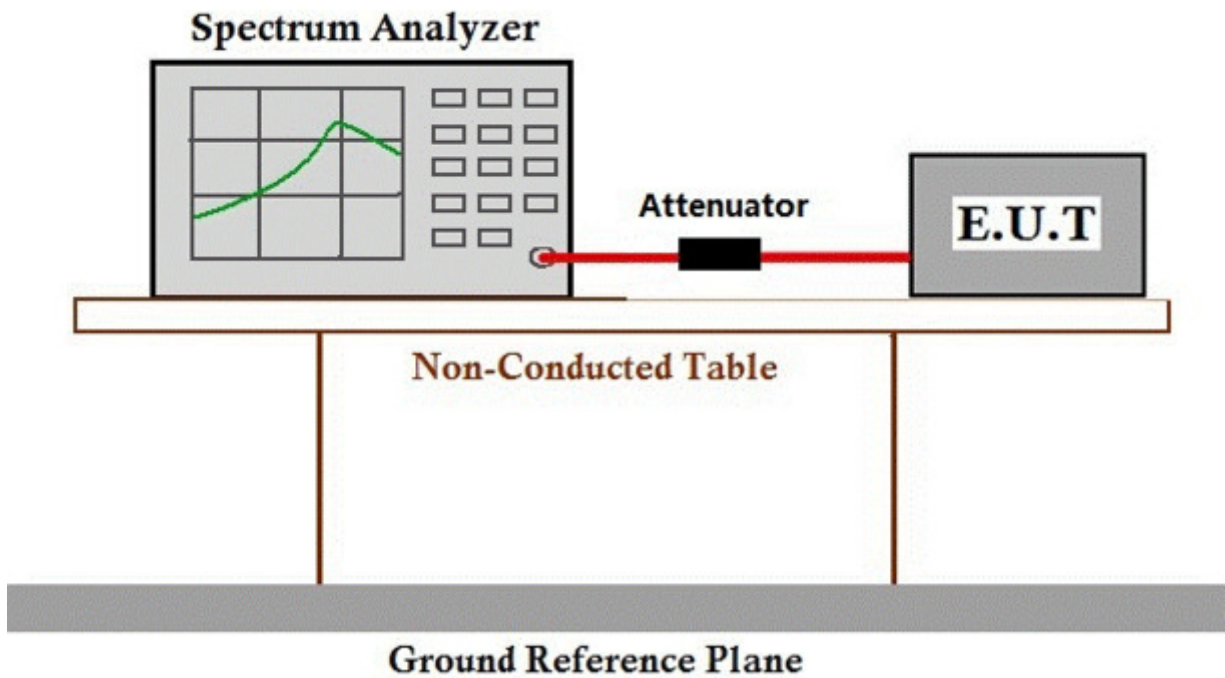 Spectrum Analyzer
Attenuator
E.U.T
Non-Conducted Table
Ground Reference Plane